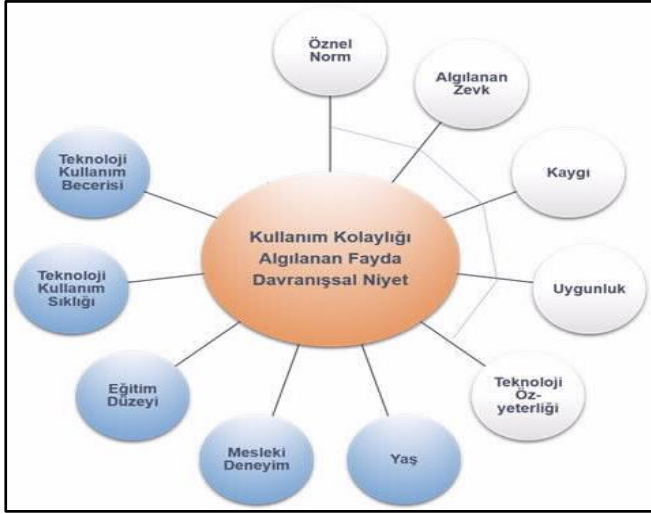 Öznel
Norm
Algılanan
Zevk
Kaygı
Uygunluk
Teknoloji
Öz-
yeterliği
Yaş
Mesleki
Deneyim
Eğitim
Düzeyi
Teknoloji
Kullanım
Sıklığı
Teknoloji
Kullanım
Becerisi
Kullanım Kolaylığı
Algılanan Fayda
Davranışsal Niyet